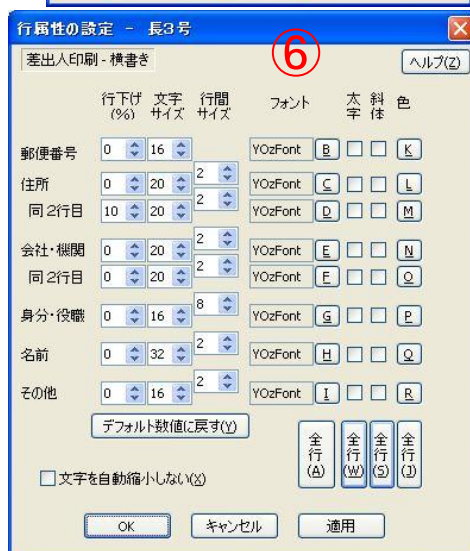 行属性の設定 － 長3号
⑥
差出人印刷 - 横書き
ヘルプ(Z)
行下げ(%) 文字サイズ 行間サイズ フォント 太字 斜体 色
郵便番号 0 16 YOzFont B K
2
住所 0 20 YOzFont C L
2
同2行目 10 20 YOzFont D M
2
会社・機関 0 20 YOzFont E N
2
同2行目 0 20 YOzFont F O
8
身分・役職 0 16 YOzFont G P
2
名前 0 32 YOzFont H Q
2
その他 0 16 YOzFont I R
デフォルト数値に戻す(Y)
全行(A) 全行(W) 全行(S) 全行(J)
文字を自動縮小しない(X)
OK キャンセル 適用